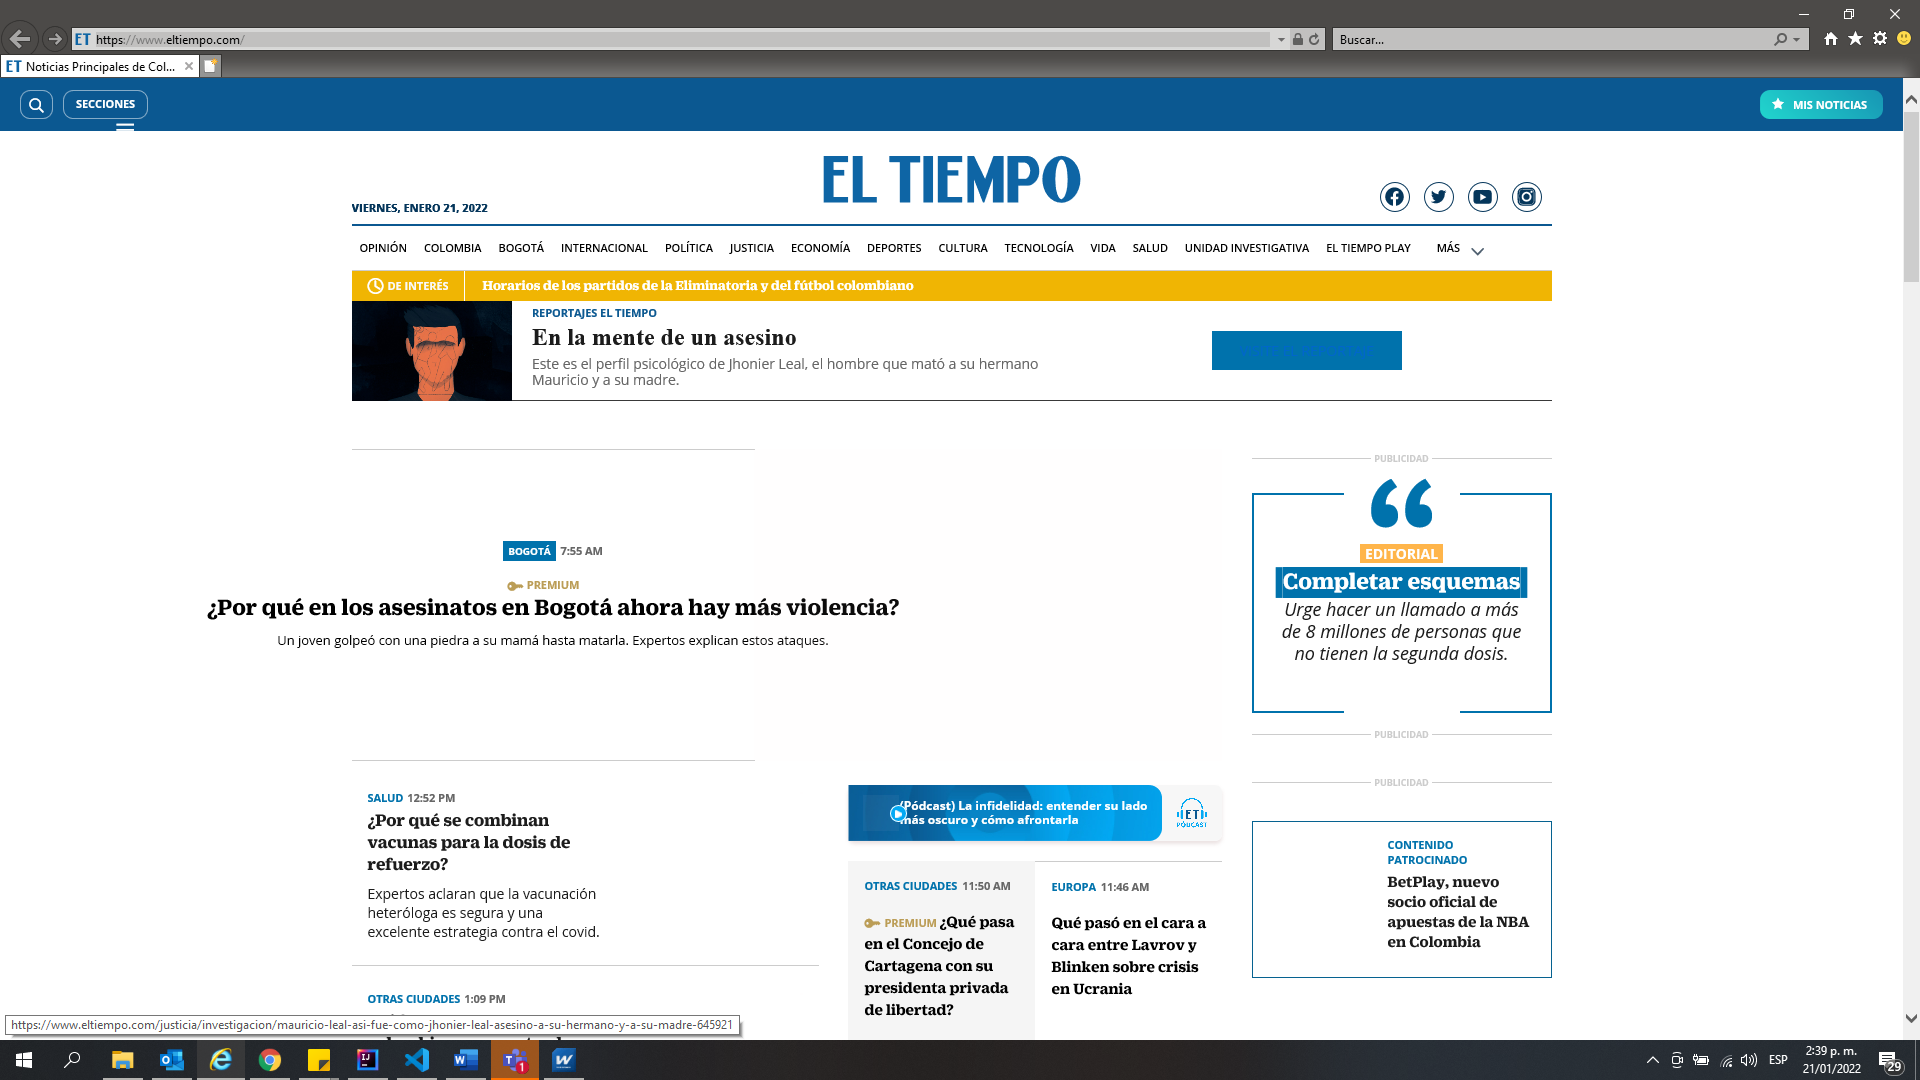 ET https://www.eltiempo.com/
Buscar...
ET Noticias Principales de Col...
SECCIONES
MIS NOTICIAS
EL TIEMPO
VIERNES, ENERO 21, 2022
OPINIÓN COLOMBIA BOGOTÁ INTERNACIONAL POLÍTICA JUSTICIA ECONOMÍA DEPORTES CULTURA TECNOLOGÍA VIDA SALUD UNIDAD INVESTIGATIVA EL TIEMPO PLAY MÁS
DE INTERÉS Horarios de los partidos de la Eliminatoria y del fútbol colombiano
REPORTAJES EL TIEMPO
En la mente de un asesino
Este es el perfil psicológico de Jhonier Leal, el hombre que mató a su hermano
Mauricio y a su madre.
BOGOTÁ 7:55 AM
PREMIUM
¿Por qué en los asesinatos en Bogotá ahora hay más violencia?
Un joven golpeó con una piedra a su mamá hasta matarla. Expertos explican estos ataques.
PUBLICIDAD
EDITORIAL
Completar esquemas
Urge hacer un llamado a más
de 8 millones de personas que
no tienen la segunda dosis.
PUBLICIDAD
PUBLICIDAD
SALUD 12:52 PM
¿Por qué se combinan
vacunas para la dosis de
refuerzo?
Expertos aclaran que la vacunación
heteróloga es segura y una
excelente estrategia contra el covid.
OTRAS CIUDADES 1:09 PM
(Pódcast) La infidelidad: entender su lado
más oscuro y cómo afrontarla
ET
PÓDCAST
OTRAS CIUDADES 11:50 AM
PREMIUM ¿Qué pasa
en el Concejo de
Cartagena con su
presidenta privada
de libertad?
EUROPA 11:46 AM
Qué pasó en el cara a
cara entre Lavrov y
Blinken sobre crisis
en Ucrania
CONTENIDO
PATROCINADO
BetPlay, nuevo
socio oficial de
apuestas de la NBA
en Colombia
https://www.eltiempo.com/justicia/investigacion/mauricio-leal-asi-fue-como-jhonier-leal-asesino-a-su-hermano-y-a-su-madre-645921
1
ESP
2:39 p. m.
21/01/2022
29